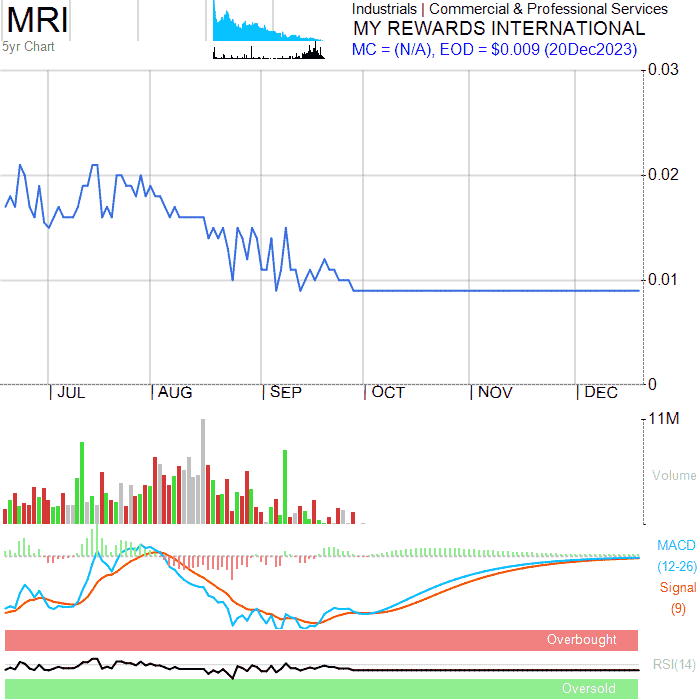 MRI
5yr Chart
Industrials | Commercial & Professional Services
MY REWARDS INTERNATIONAL
MC = (N/A), EOD = $0.009 (20Dec2023)
0.03
0.02
0.01
0
JUL
AUG
SEP
OCT
NOV
DEC
11M
Volume
MACD
(12-26)
Signal
(9)
Overbought
RSI(14)
Oversold